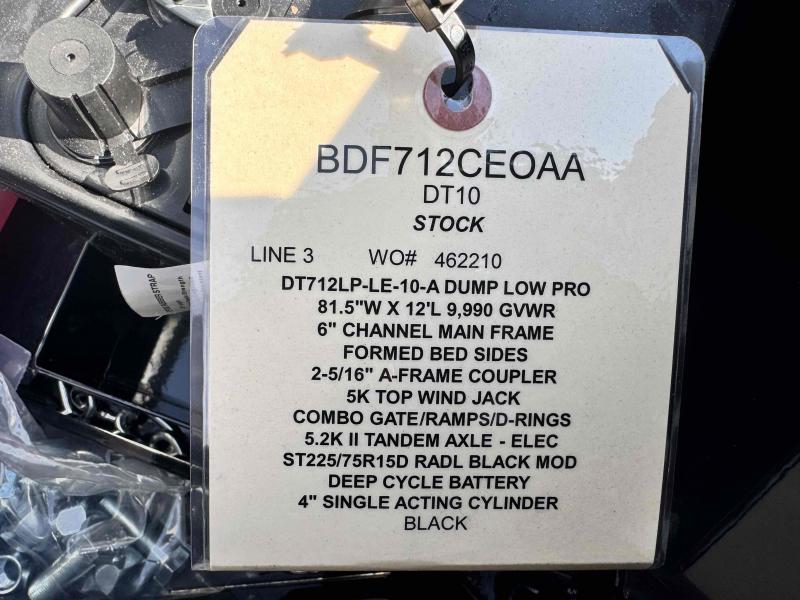 BDF712CEOAA
DT10
STOCK
LINE 3 WO# 462210
DT712LP-LE-10-A DUMP LOW PRO
81.5"W X 12'L 9,990 GVWR
6" CHANNEL MAIN FRAME
FORMED BED SIDES
2-5/16" A-FRAME COUPLER
5K TOP WIND JACK
COMBO GATE/RAMPS/D-RINGS
5.2K II TANDEM AXLE - ELEC
ST225/75R15D RADL BLACK MOD
DEEP CYCLE BATTERY
4" SINGLE ACTING CYLINDER
BLACK